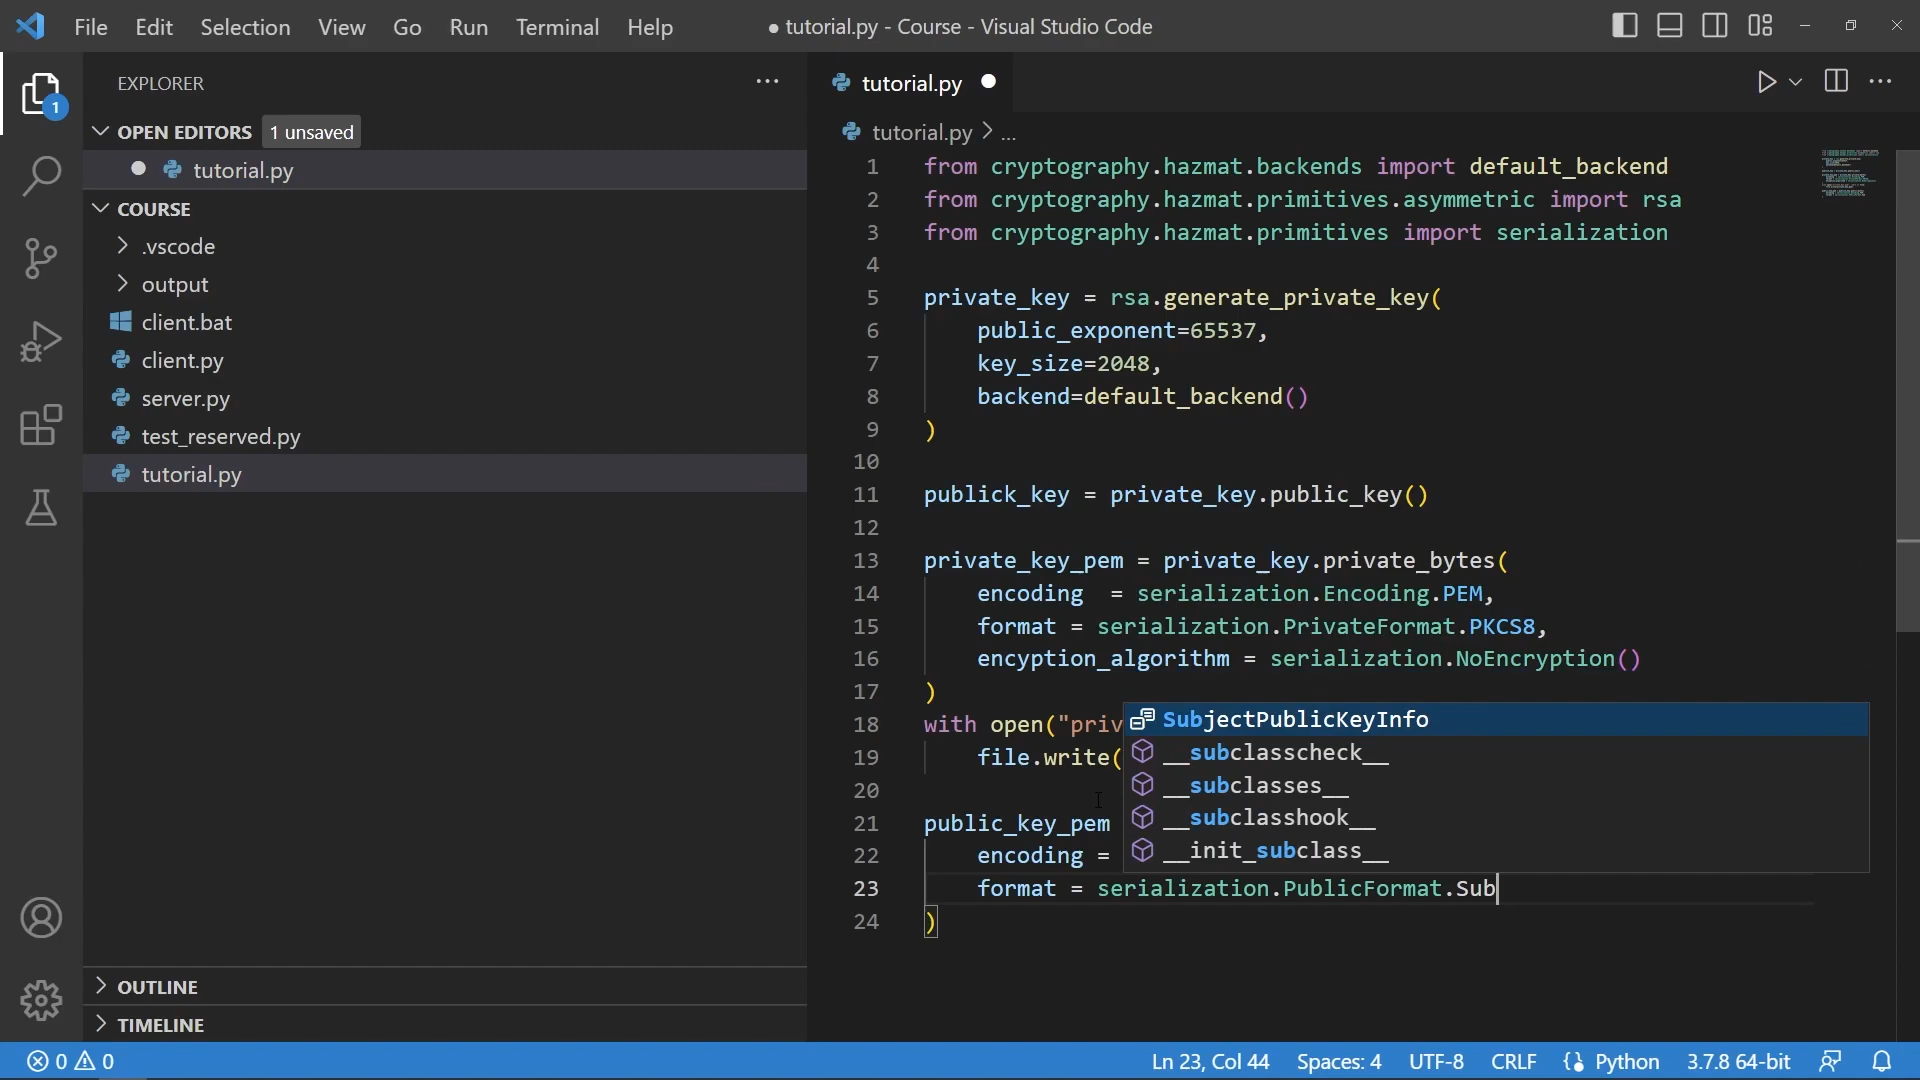 File Edit Selection View Go Run Terminal Help
● tutorial.py - Course - Visual Studio Code
EXPLORER
OPEN EDITORS 1 unsaved
tutorial.py
COURSE
.vscode
output
client.bat
client.py
server.py
test_reserved.py
tutorial.py
OUTLINE
TIMELINE
1
tutorial.py
tutorial.py > ...
1 from cryptography.hazmat.backends import default_backend
2 from cryptography.hazmat.primitives.asymmetric import rsa
3 from cryptography.hazmat.primitives import serialization
4
5 private_key = rsa.generate_private_key(
6 public_exponent=65537,
7 key_size=2048,
8 backend=default_backend()
9 )
10
11 publick_key = private_key.public_key()
12
13 private_key_pem = private_key.private_bytes(
14 encoding  = serialization.Encoding.PEM,
15 format = serialization.PrivateFormat.PKCS8,
16 encyption_algorithm = serialization.NoEncryption()
17 )
18 with open("priv
19 file.write(
20
21 public_key_pem
22 encoding =
23 format = serialization.PublicFormat.Sub
24 )
SubjectPublicKeyInfo
__subclasscheck__
__subclasses__
__subclasshook__
__init_subclass__
0 0
Ln 23, Col 44 Spaces: 4 UTF-8 CRLF Python 3.7.8 64-bit